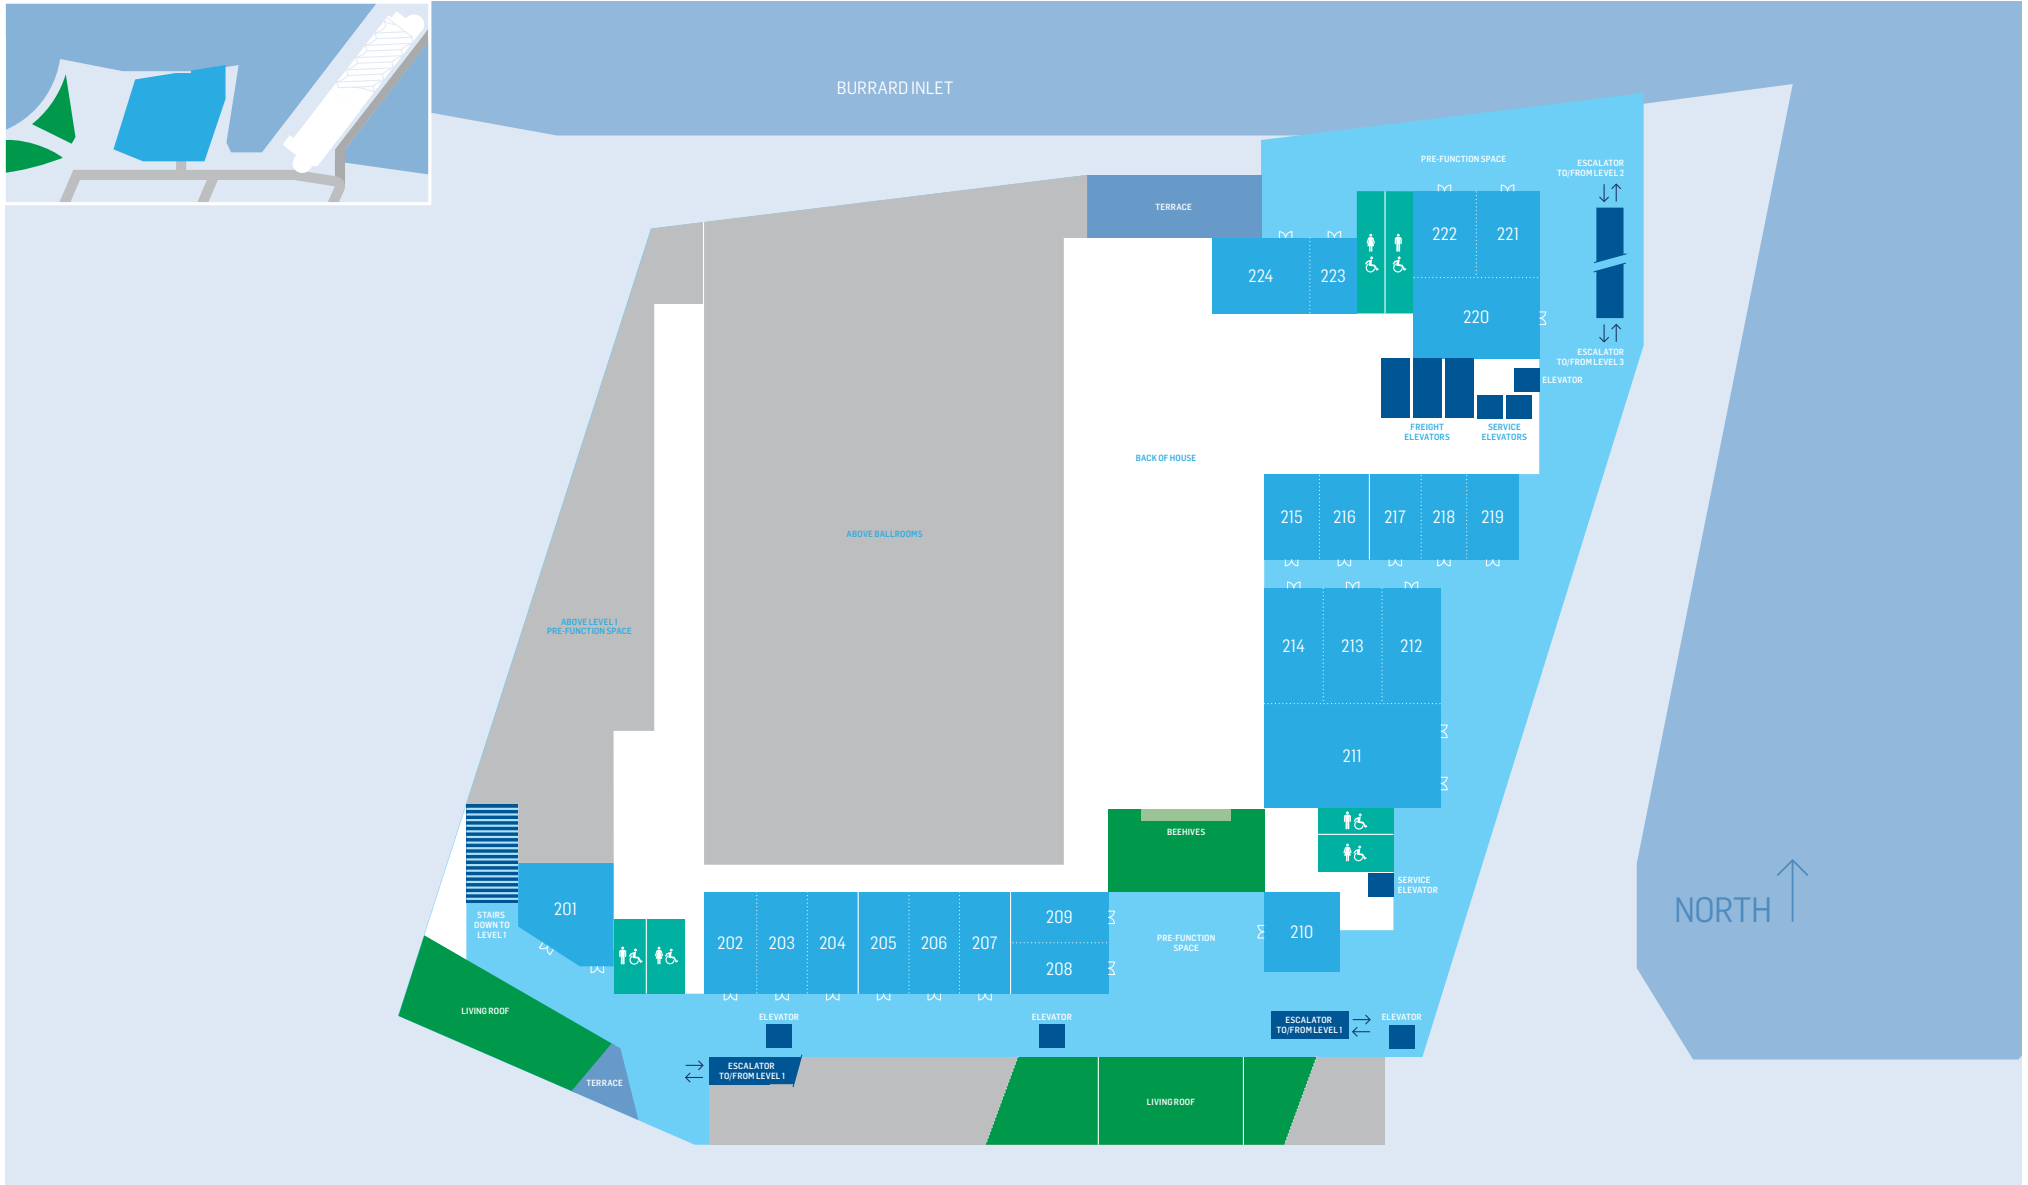 BURRARD INLET
PRE-FUNCTION SPACE
ESCALATOR
TO/FROM LEVEL 2
TERRACE
222
221
224
223
220
ESCALATOR
TO/FROM LEVEL 3
ELEVATOR
FREIGHT
ELEVATORS
SERVICE
ELEVATORS
BACK OF HOUSE
215
216
217
218
219
ABOVE BALLROOMS
ABOVE LEVEL 1
PRE-FUNCTION SPACE
214
213
212
211
BEEHIVES
SERVICE
ELEVATOR
201
STAIRS
DOWN TO
LEVEL 1
202
203
204
205
206
207
209
208
PRE-FUNCTION
SPACE
210
NORTH
LIVING ROOF
ELEVATOR
ELEVATOR
ESCALATOR
TO/FROM LEVEL 1
ELEVATOR
TERRACE
ESCALATOR
TO/FROM LEVEL 1
LIVING ROOF